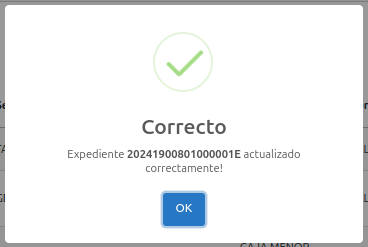 Correcto
Expediente 20241900801000001E actualizado
correctamente!
OK
CAJA MENOR